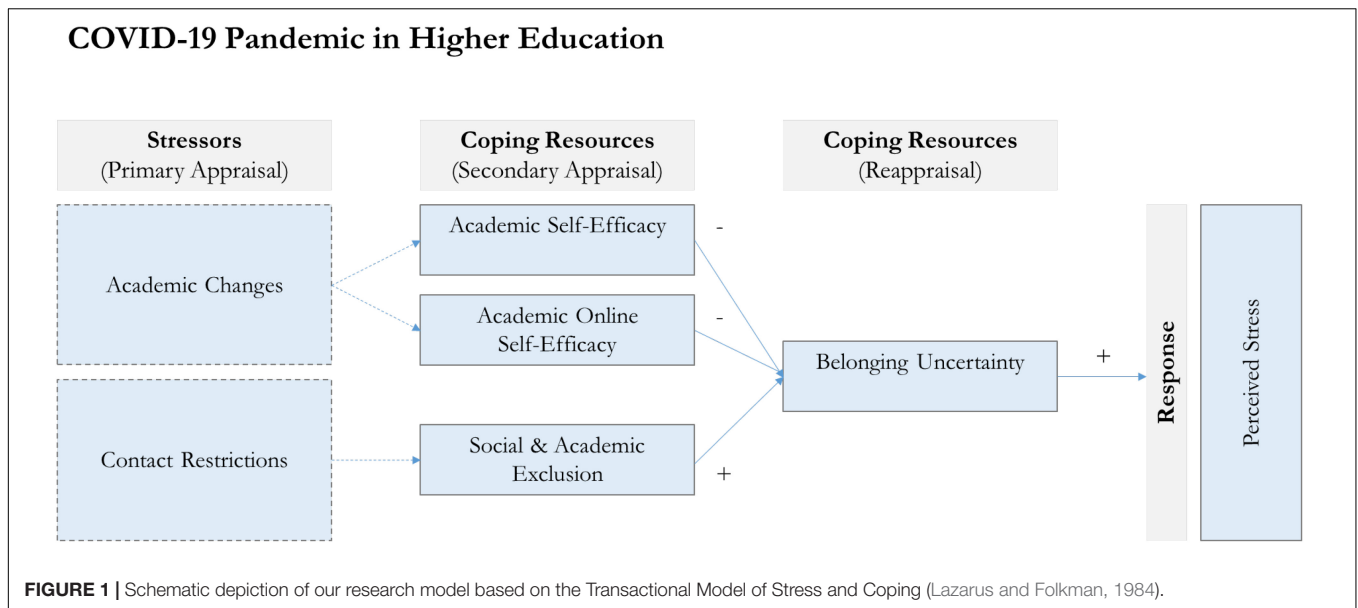 COVID-19 Pandemic in Higher Education
Stressors
(Primary Appraisal)
Coping Resources
(Secondary Appraisal)
Coping Resources
(Reappraisal)
Academic Changes
Contact Restrictions
Academic Self-Efficacy
-
Academic Online
Self-Efficacy
-
Social & Academic
Exclusion
+
Belonging Uncertainty
+
Response
Perceived Stress
FIGURE 1 | Schematic depiction of our research model based on the Transactional Model of Stress and Coping (Lazarus and Folkman, 1984).